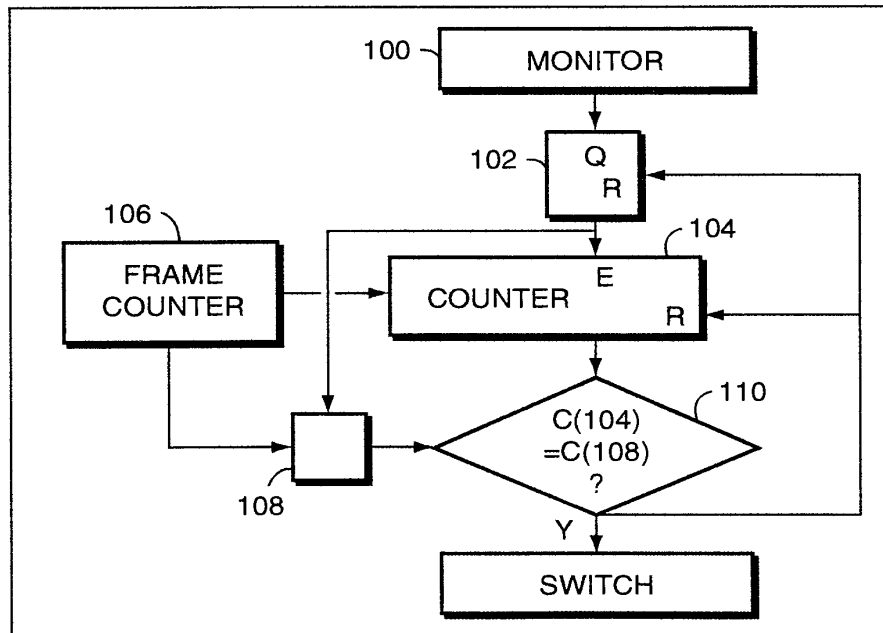 100
MONITOR
102
Q
R
106
104
FRAME
COUNTER
E
COUNTER
R
110
C(104)
=C(108)
?
108
Y
SWITCH